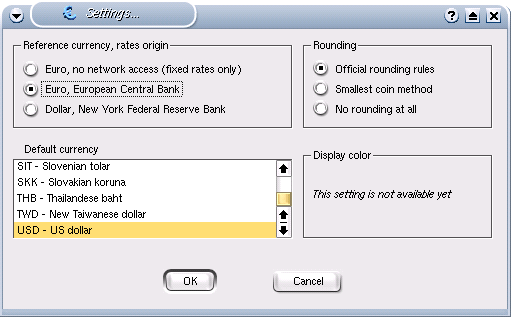 Settings...
Reference currency, rates origin
Euro, no network access (fixed rates only)
Euro, European Central Bank
Dollar, New York Federal Reserve Bank
Rounding
Official rounding rules
Smallest coin method
No rounding at all
Default currency
SIT - Slovenian tolar
SKK - Slovakian koruna
THB - Thailandese baht
TWD - New Taiwanese dollar
USD - US dollar
Display color
This setting is not available yet
OK
Cancel